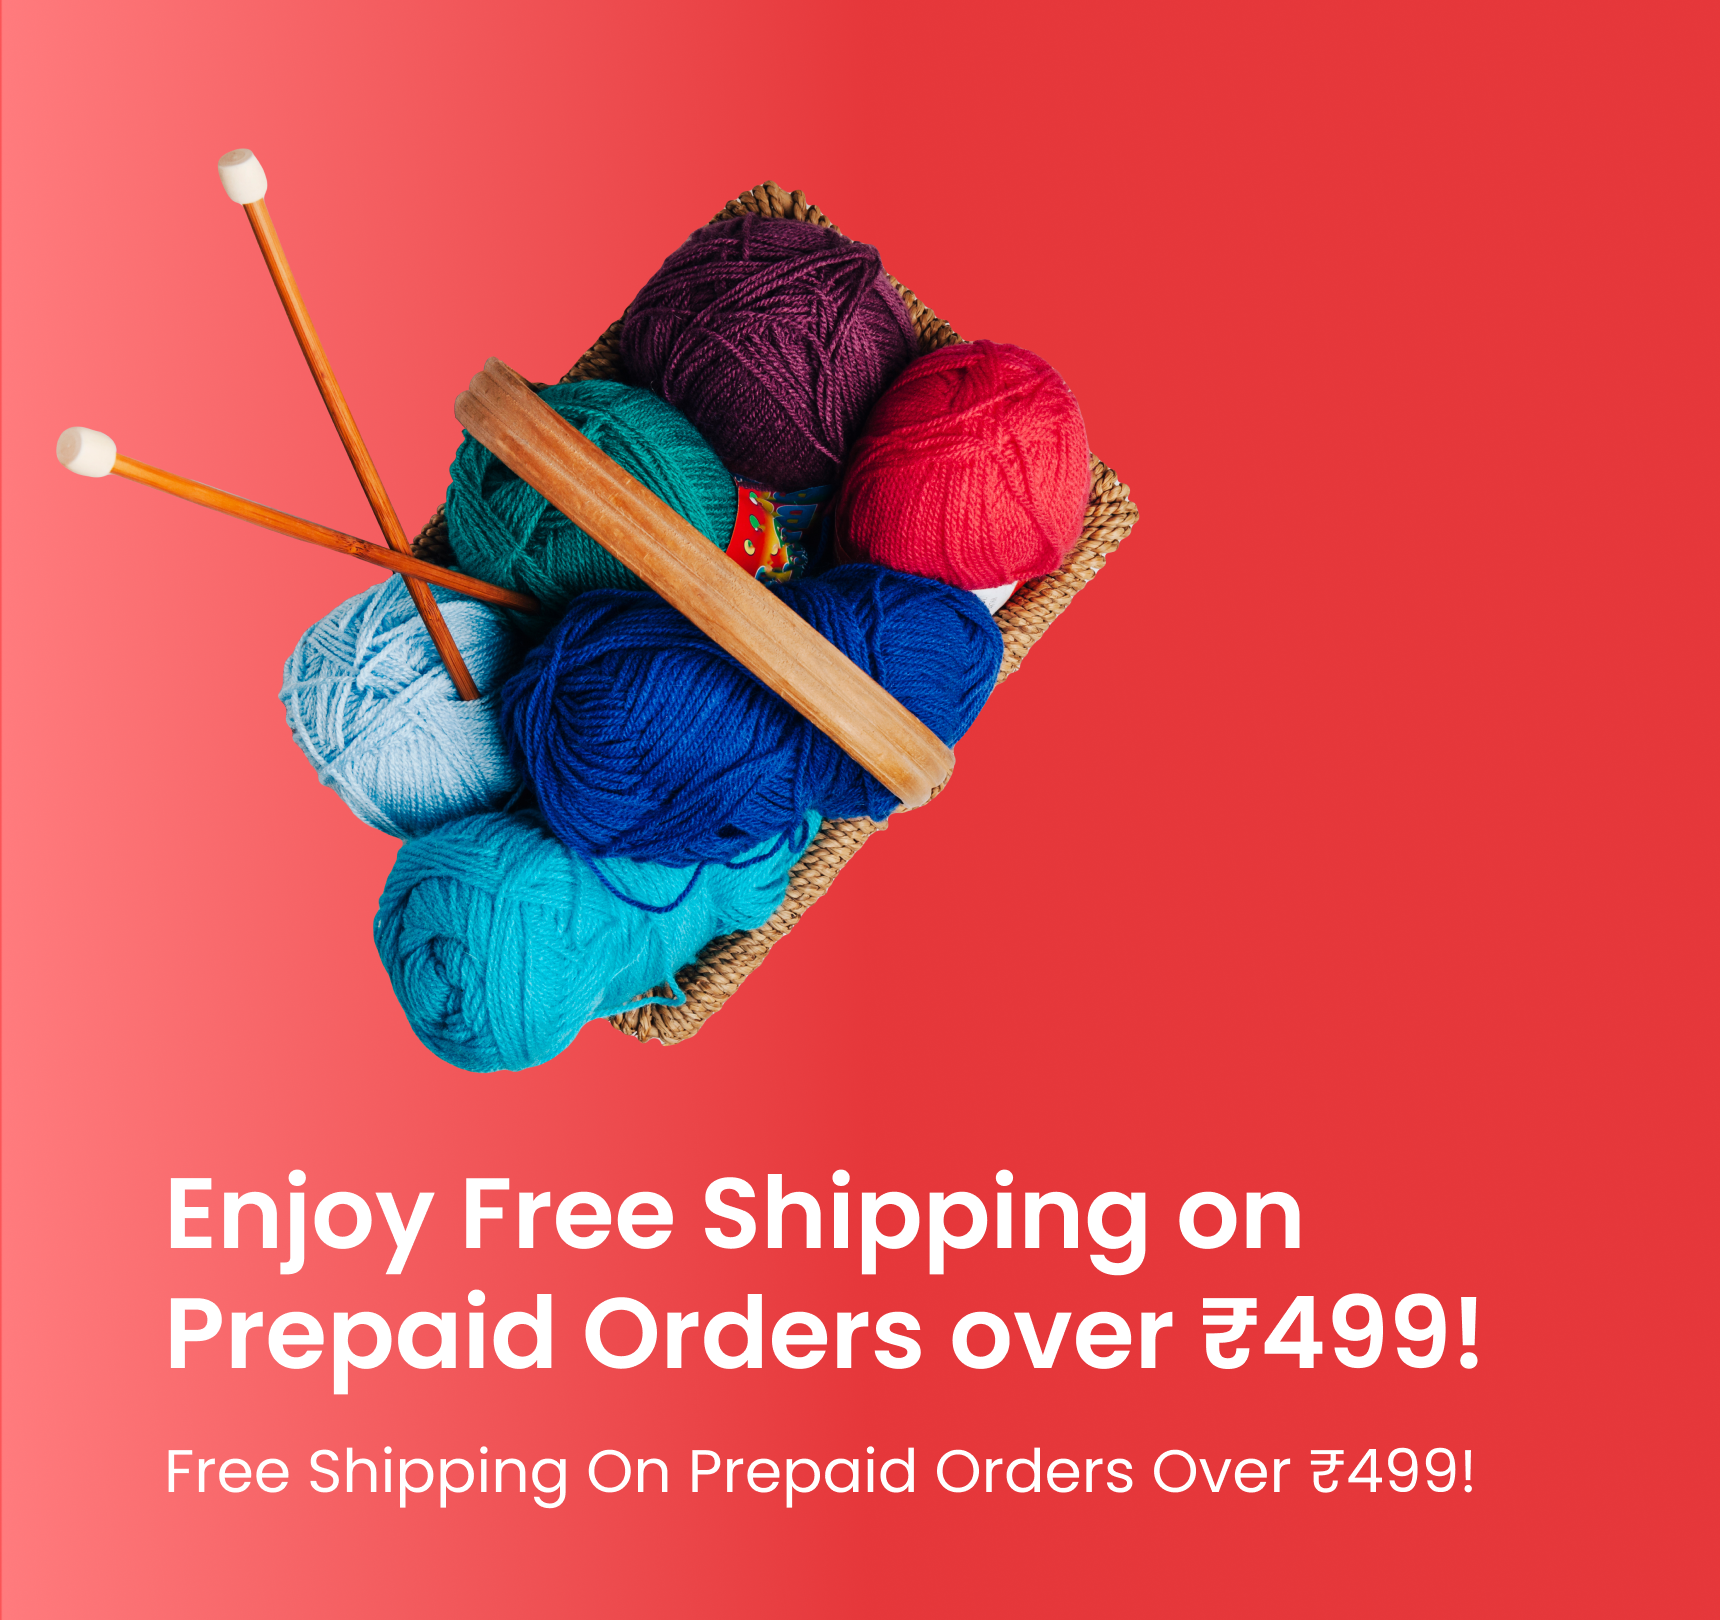 Enjoy Free Shipping on
Prepaid Orders over ₹499!
Free Shipping On Prepaid Orders Over ₹499!